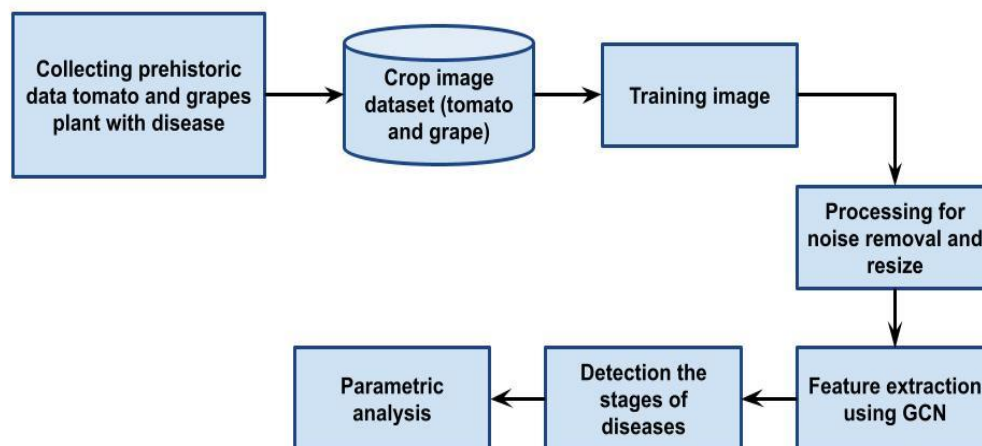 Collecting prehistoric
data tomato and grapes
plant with disease
Crop image
dataset (tomato
and grape)
Training image
Processing for
noise removal and
resize
Feature extraction
using GCN
Detection the
stages of
diseases
Parametric
analysis